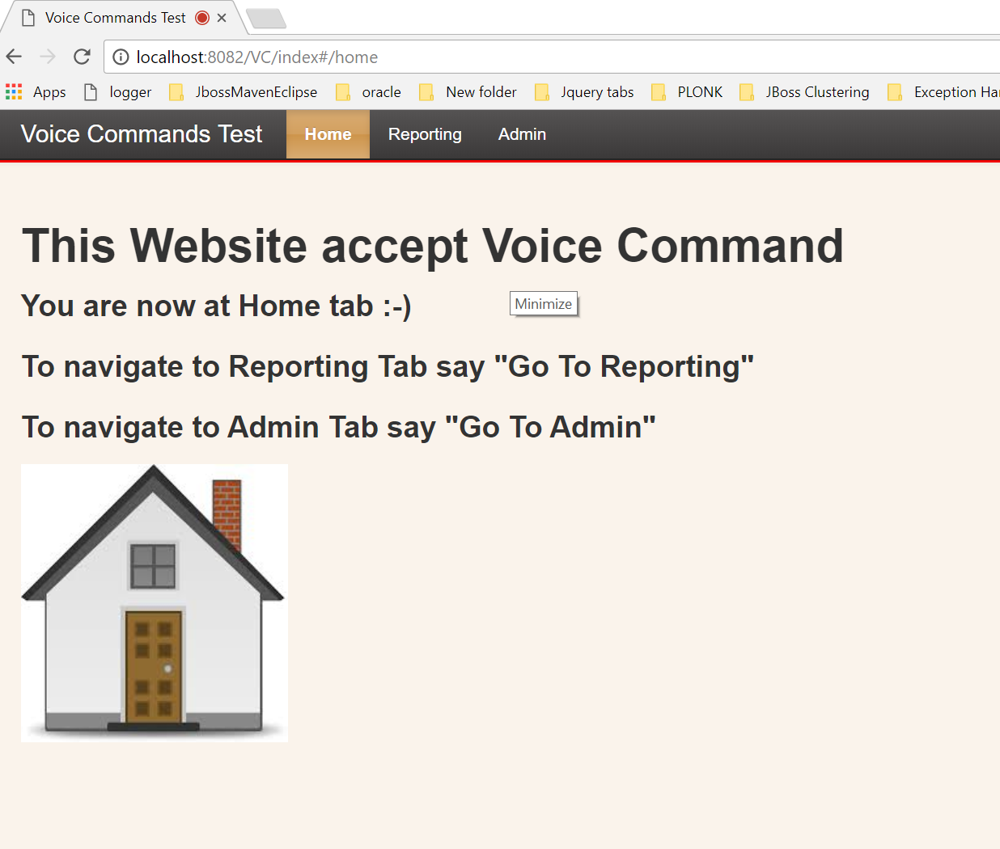 Voice Commands Test
localhost:8082/VC/index#/home
Apps logger JbossMavenEclipse oracle New folder Jquery tabs PLONK JBoss Clustering Exception Ha
Voice Commands Test Home Reporting Admin
This Website accept Voice Command
You are now at Home tab :-)
Minimize
To navigate to Reporting Tab say "Go To Reporting"
To navigate to Admin Tab say "Go To Admin"